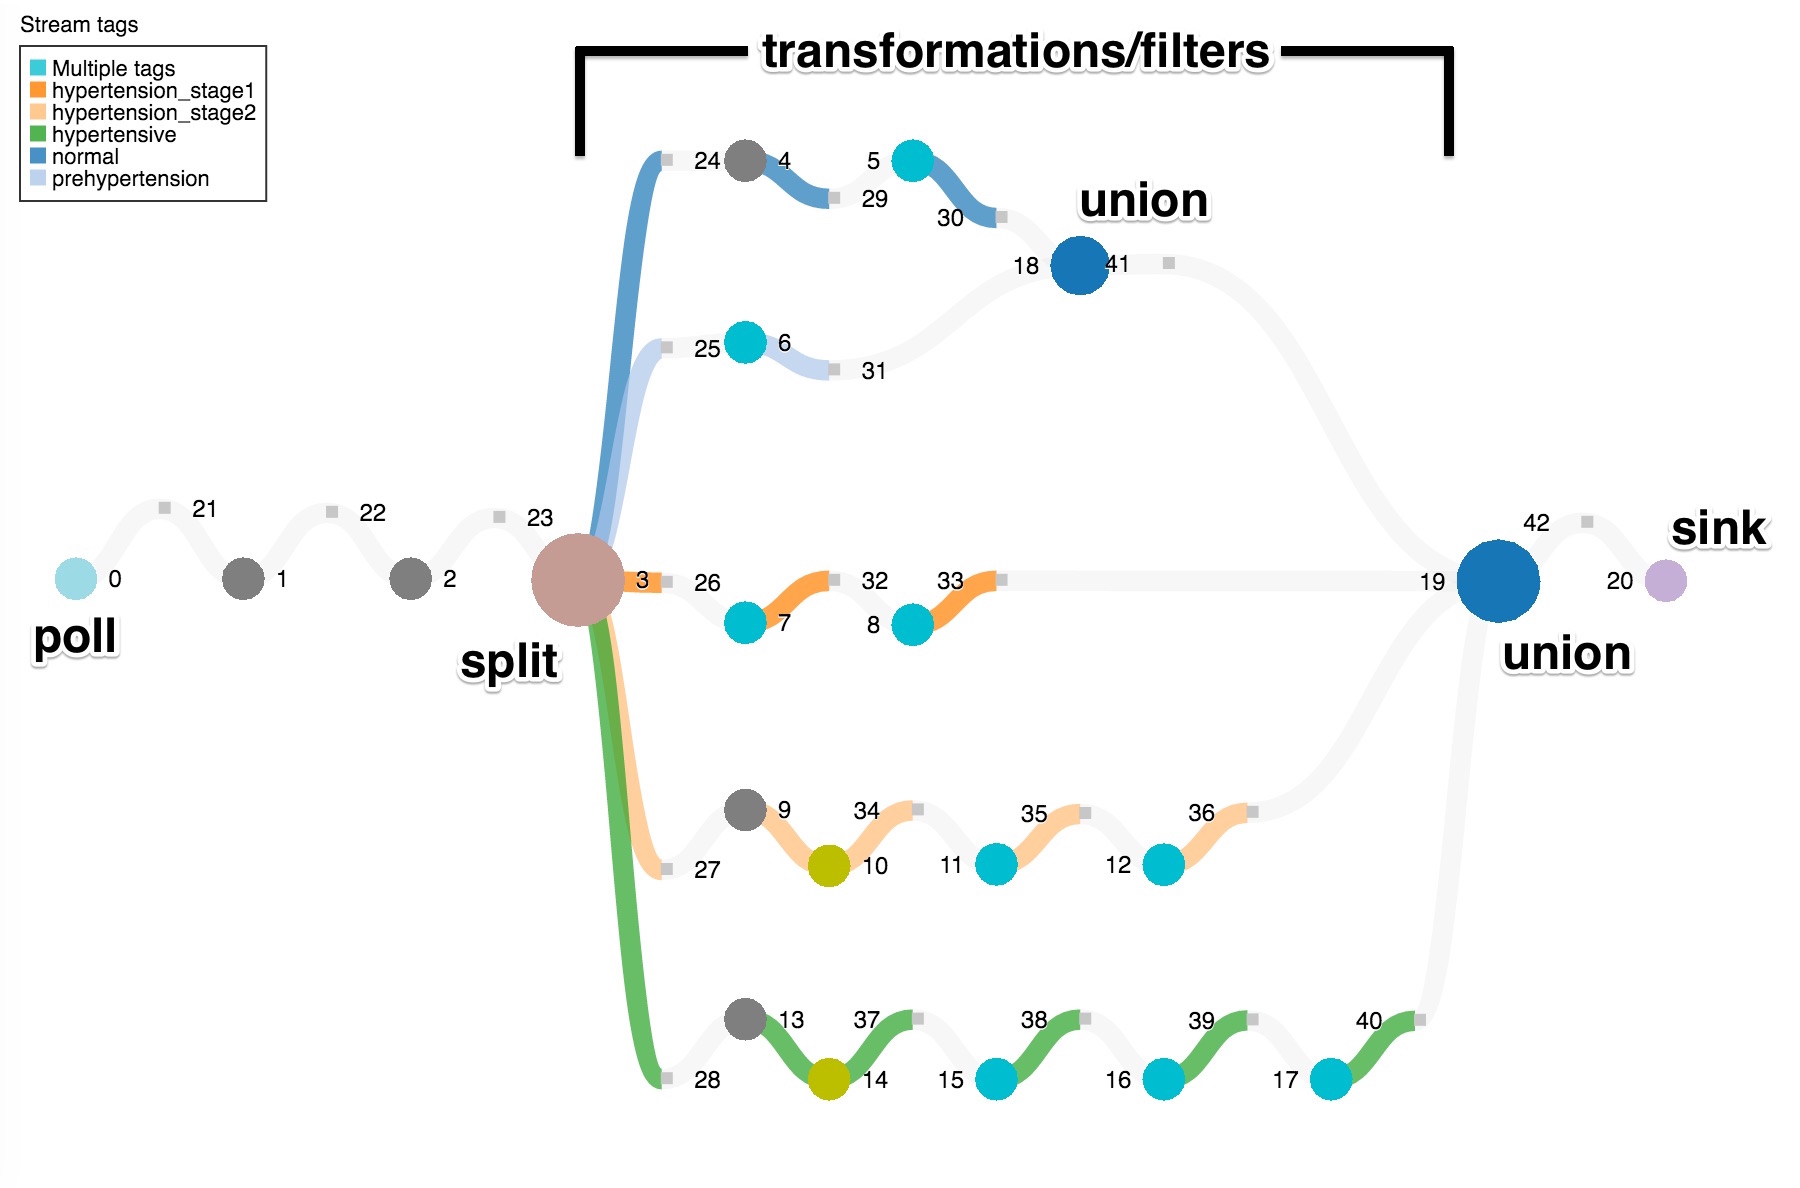 Stream tags
Multiple tags
hypertension_stage1
hypertension_stage2
hypertensive
normal
prehypertension
transformations/filters
24 4 5
29
30
union
18 41
25 6
31
21 22 23
0 1 2 3
poll
split
26 32 33
7 8
42
sink
19 20
union
9 34 35 36
27 10 11 12
13 37 38 39 40
28 14 15 16 17